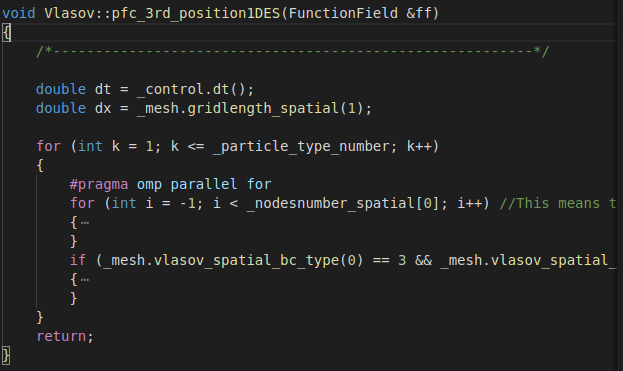 void Vlasov::pfc_3rd_position1DES(FunctionField &ff)
{
    /*---------------------------------------------------------*/
    double dt = _control.dt();
    double dx = _mesh.gridlength_spatial(1);
    for (int k = 1; k <= _particle_type_number; k++)
    {
        #pragma omp parallel for
        for (int i = -1; i < _nodesnumber_spatial[0]; i++) //This means t
        {⋯
        }
        if (_mesh.vlasov_spatial_bc_type(0) == 3 && _mesh.vlasov_spatial_
        {⋯
        }
    }
    return;
}